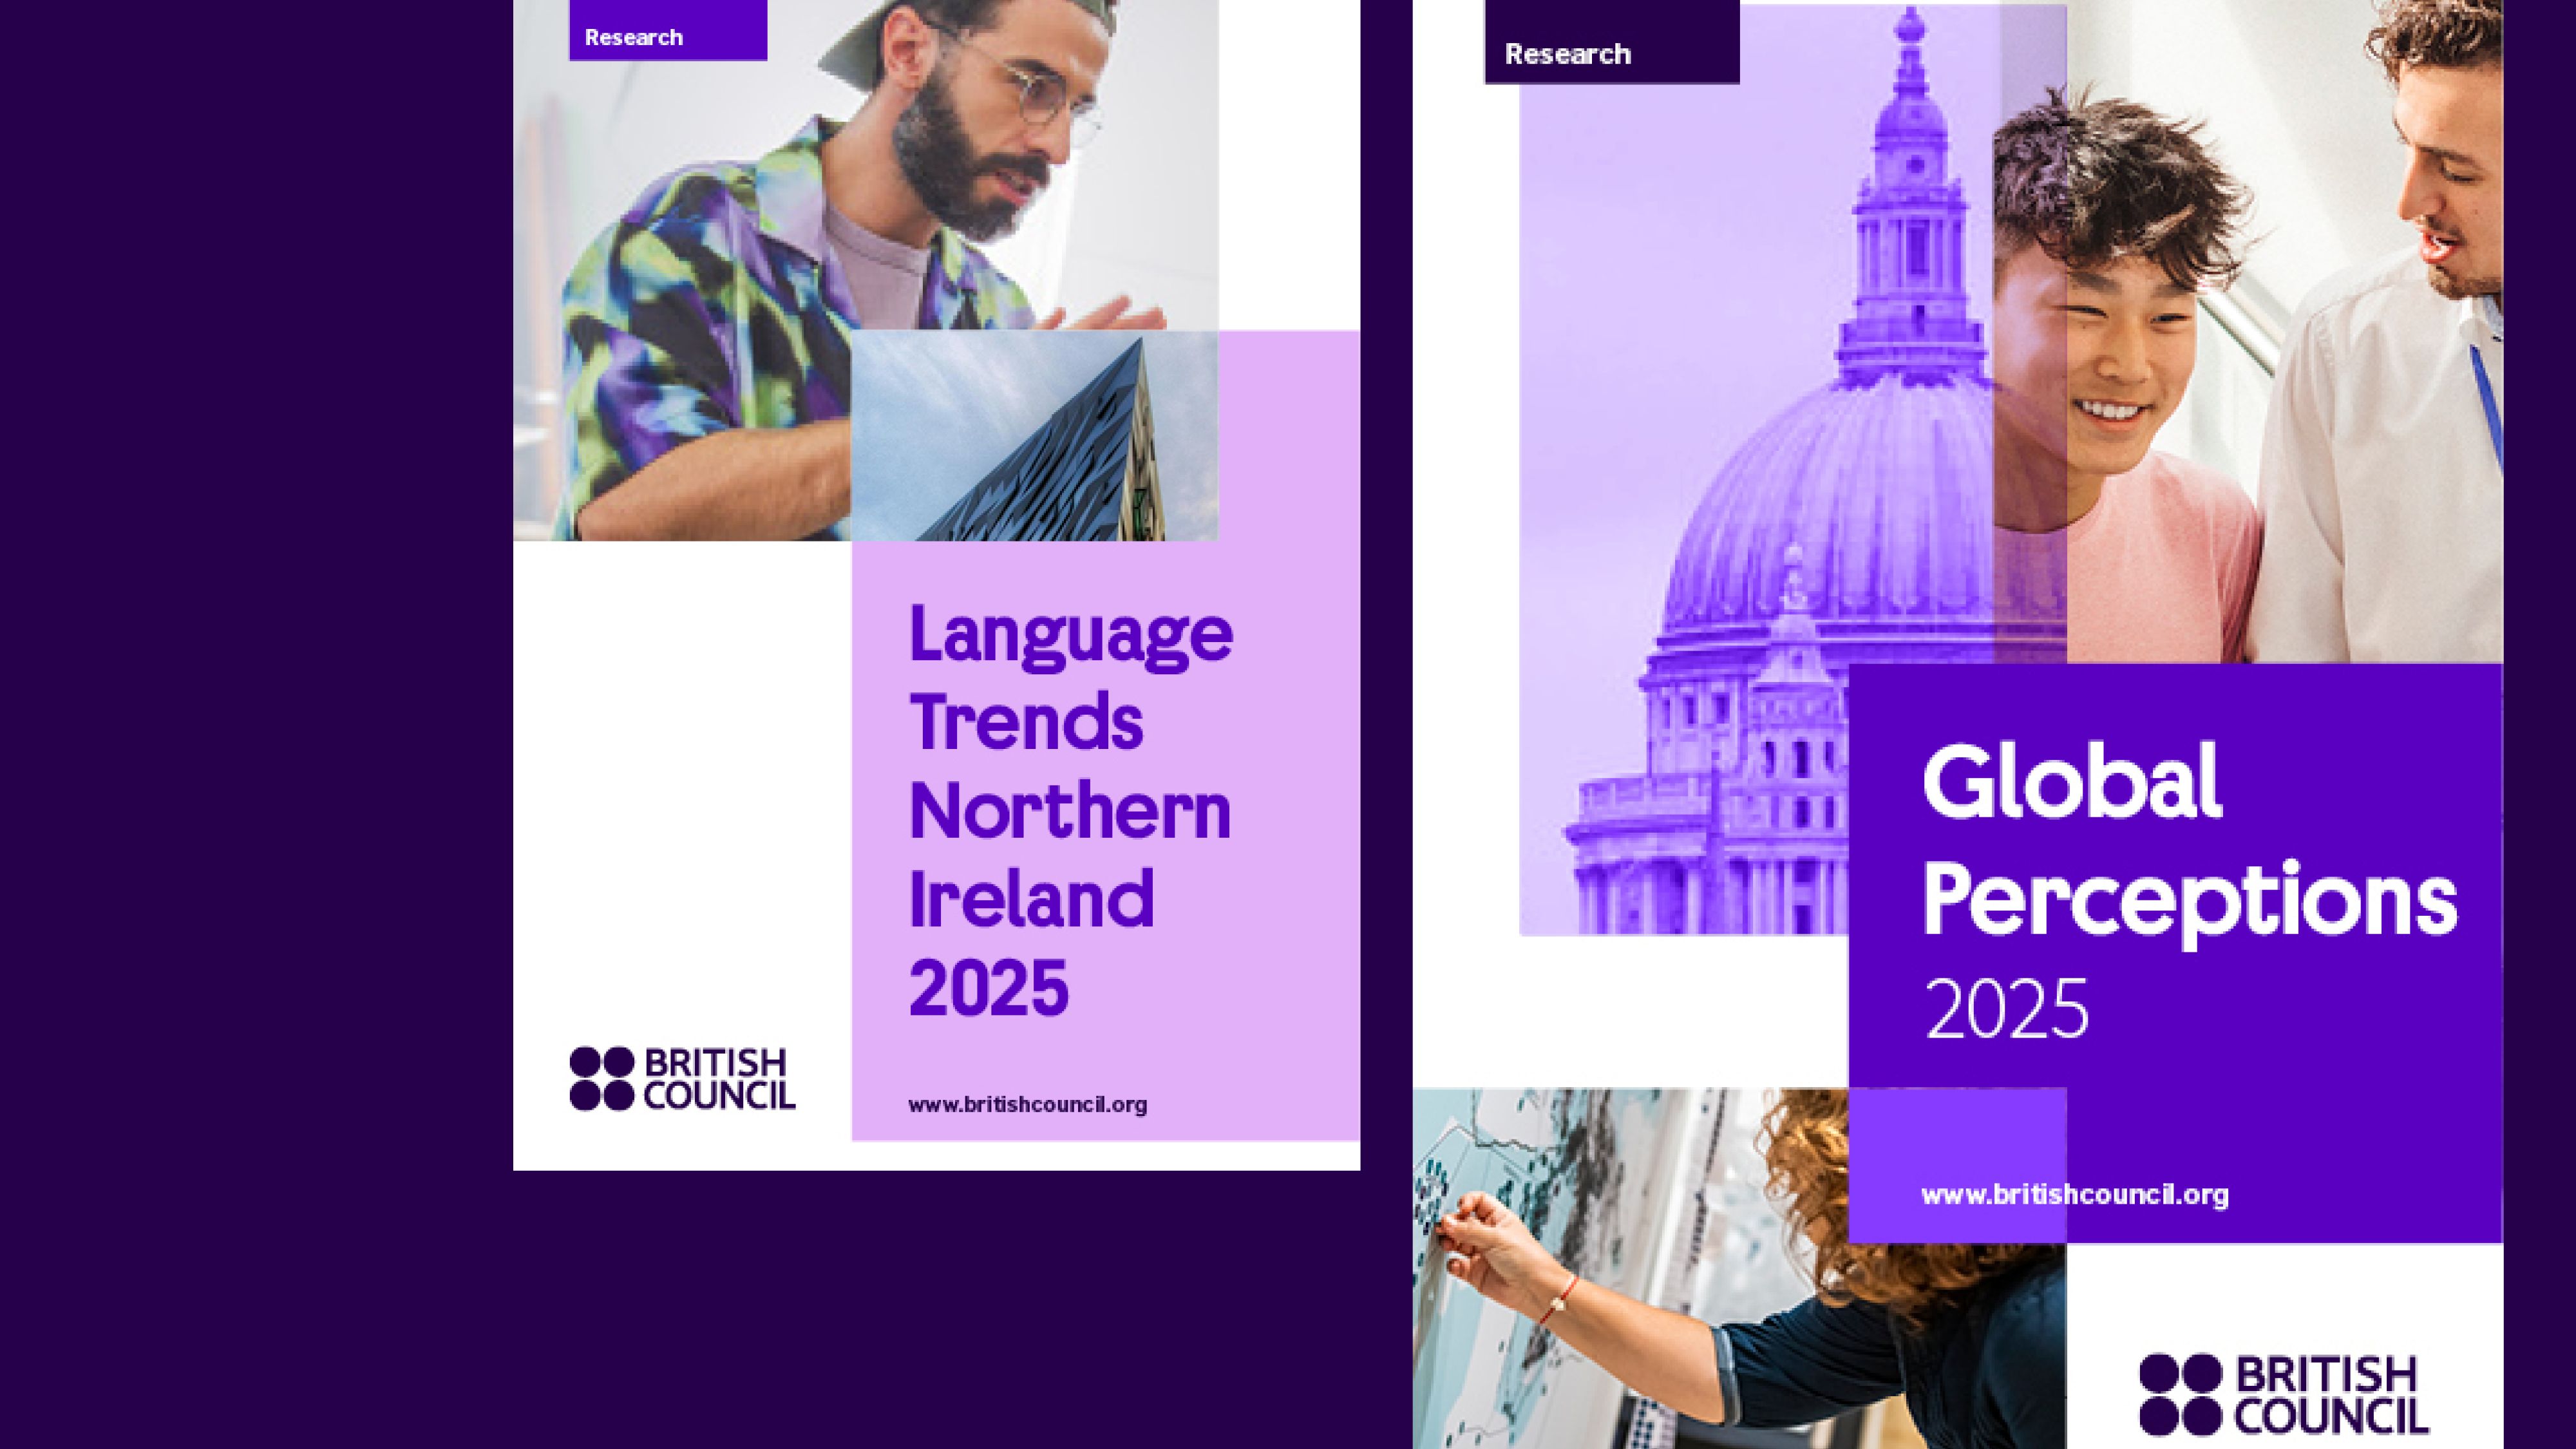 Research
Language
Trends
Northern
Ireland
2025
BRITISH
COUNCIL
www.britishcouncil.org
Research
Global
Perceptions
2025
www.britishcouncil.org
BRITISH
COUNCIL